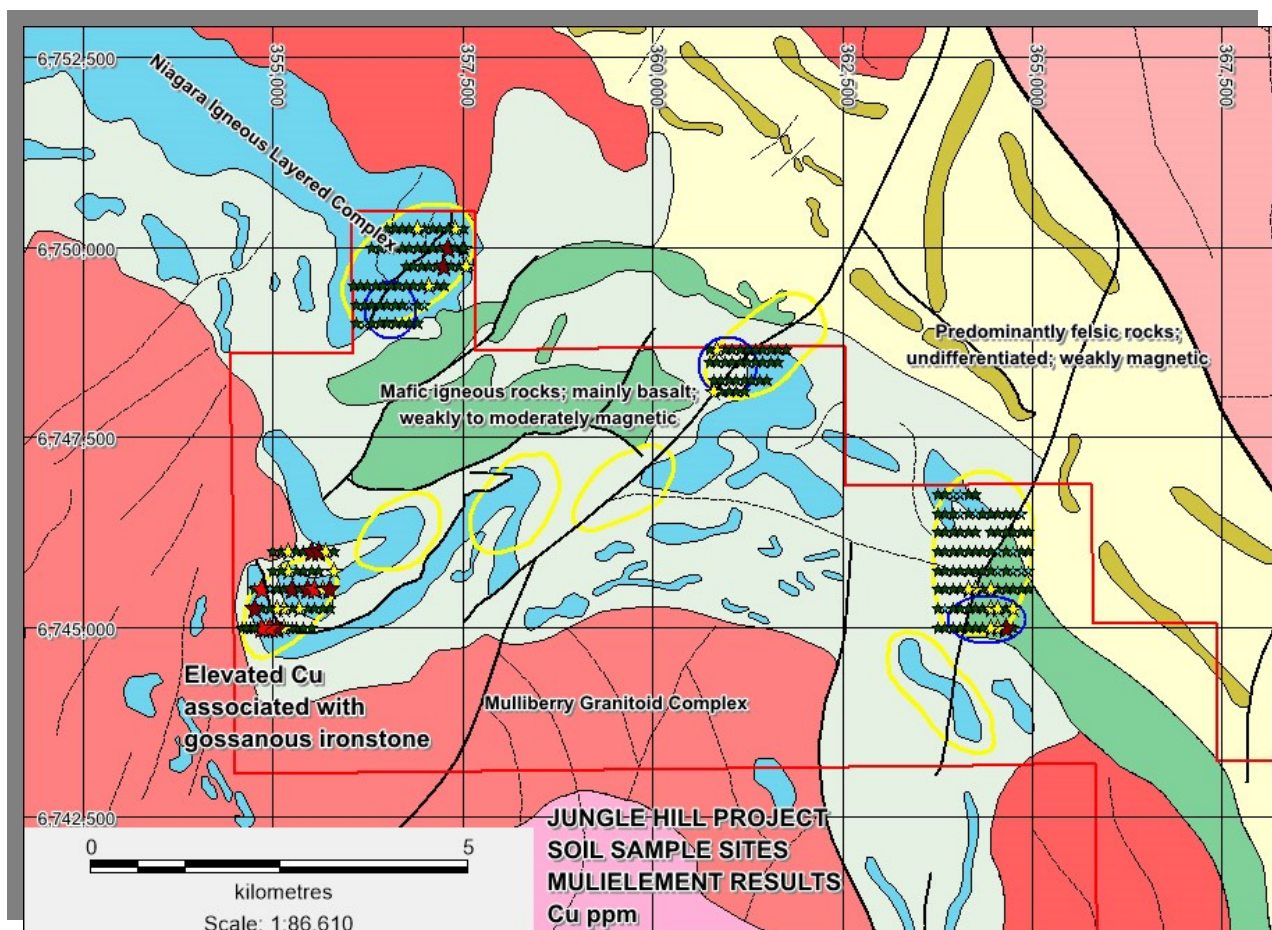 6,752,500
355,000
357,500
360,000
362,500
365,000
367,500
Niagara Igneous Layered Complex
6,750,000
Predominantly felsic rocks;
undifferentiated; weakly magnetic
Mafic igneous rocks; mainly basalt;
weakly to moderately magnetic
6,747,500
6,745,000
Elevated Cu
associated with
gossanous ironstone
Mulliberry Granitoid Complex
6,742,500
JUNGLE HILL PROJECT
SOIL SAMPLE SITES
MULIELEMENT RESULTS
Cu ppm
0 5
kilometres
Scale: 1:86,610